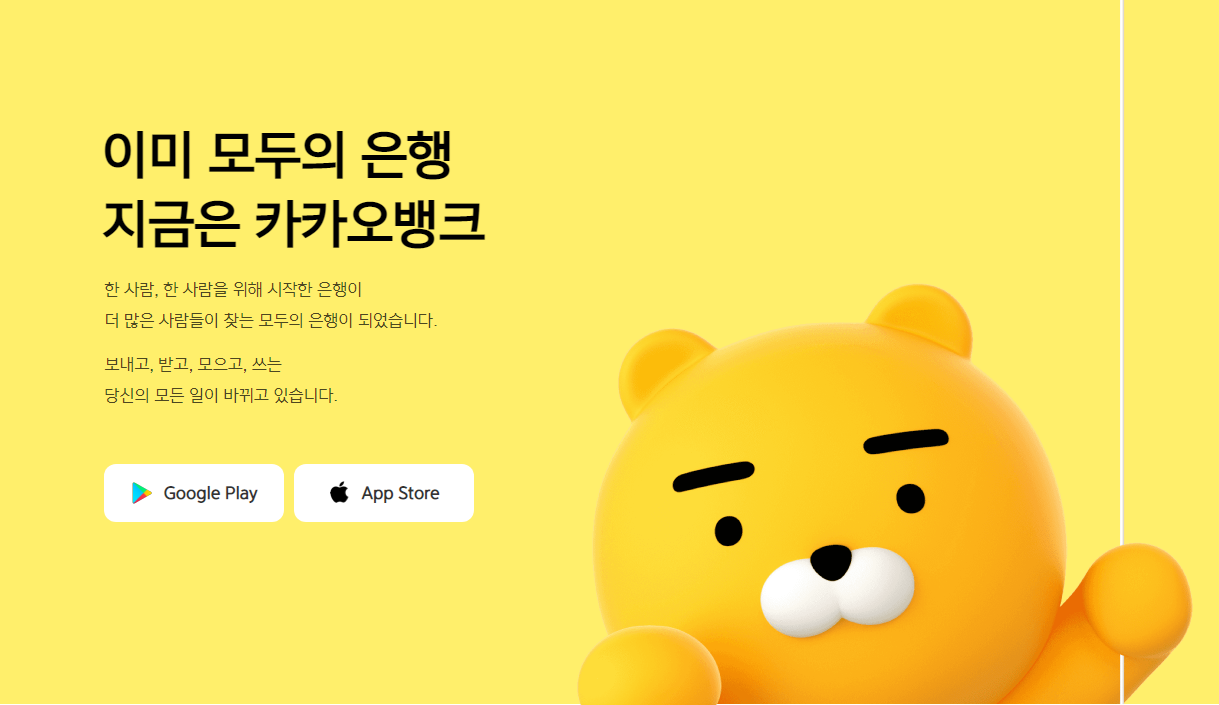 이미 모두의 은행
지금은 카카오뱅크
한 사람, 한 사람을 위해 시작한 은행이
더 많은 사람들이 찾는 모두의 은행이 되었습니다.
보내고, 받고, 모으고, 쓰는
당신의 모든 일이 바뀌고 있습니다.
Google Play
App Store